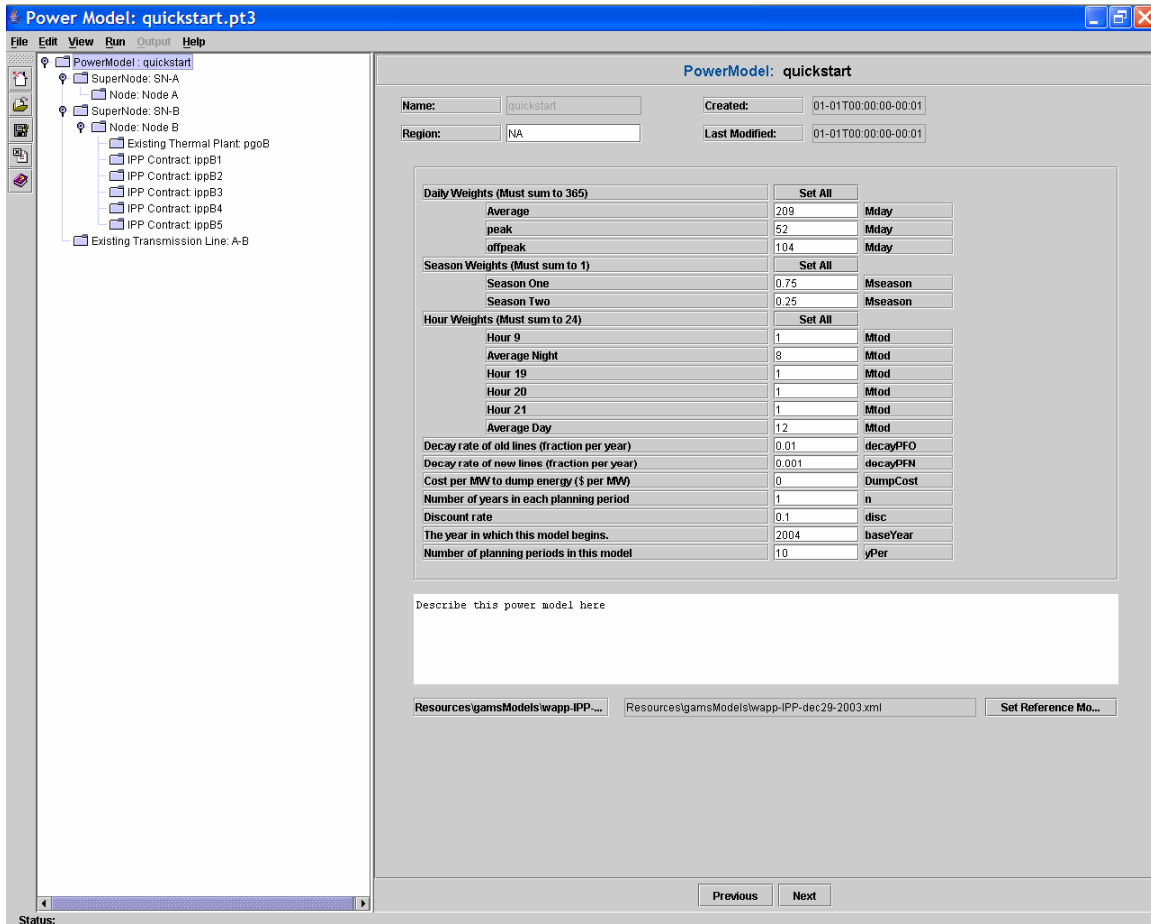 Power Model: quickstart.pt3
File Edit View Run Output Help
PowerModel : quickstart
SuperNode: SN-A
Node: Node A
SuperNode: SN-B
Node: Node B
Existing Thermal Plant: pgoB
IPP Contract: ippB1
IPP Contract: ippB2
IPP Contract: ippB3
IPP Contract: ippB4
IPP Contract: ippB5
Existing Transmission Line: A-B
PowerModel: quickstart
Name: quickstart Created: 01-01T00:00:00-00:01
Region: NA Last Modified: 01-01T00:00:00-00:01
Daily Weights (Must sum to 365) Set All
Average 209 Mday
peak 52 Mday
offpeak 104 Mday
Season Weights (Must sum to 1) Set All
Season One 0.75 Mseason
Season Two 0.25 Mseason
Hour Weights (Must sum to 24) Set All
Hour 9 1 Mtod
Average Night 8 Mtod
Hour 19 1 Mtod
Hour 20 1 Mtod
Hour 21 1 Mtod
Average Day 12 Mtod
Decay rate of old lines (fraction per year) 0.01 decayPFO
Decay rate of new lines (fraction per year) 0.001 decayPFN
Cost per MW to dump energy ($ per MW) 0 DumpCost
Number of years in each planning period 1 n
Discount rate 0.1 disc
The year in which this model begins. 2004 baseYear
Number of planning periods in this model 10 yPer
Describe this power model here
Resources\gamsModels\wapp-IPP-... Resources\gamsModels\wapp-IPP-dec29-2003.xml Set Reference Mo...
Previous Next
Status: